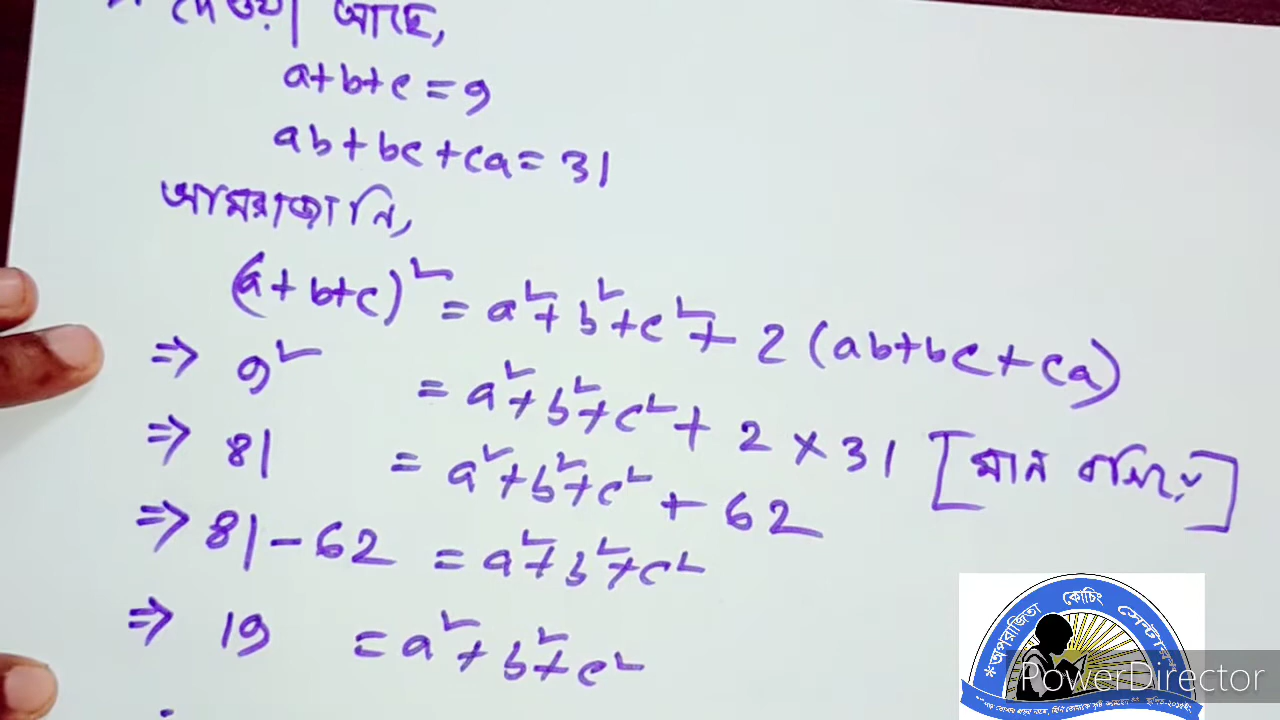 দেওয়া আছে,
a+b+c = 9
ab+bc+ca = 31
আমরা জানি,
(a+b+c)² = a²+b²+c²+ 2(ab+bc+ca)
⇒ 9² = a²+b²+c²+ 2×31 [মান বসিয়ে]
⇒ 81 = a²+b²+c² + 62
⇒ 81-62 = a²+b²+c²
⇒ 19 = a²+b²+c²
*অপরাজিতা কোচিং সেন্টার*
PowerDirector